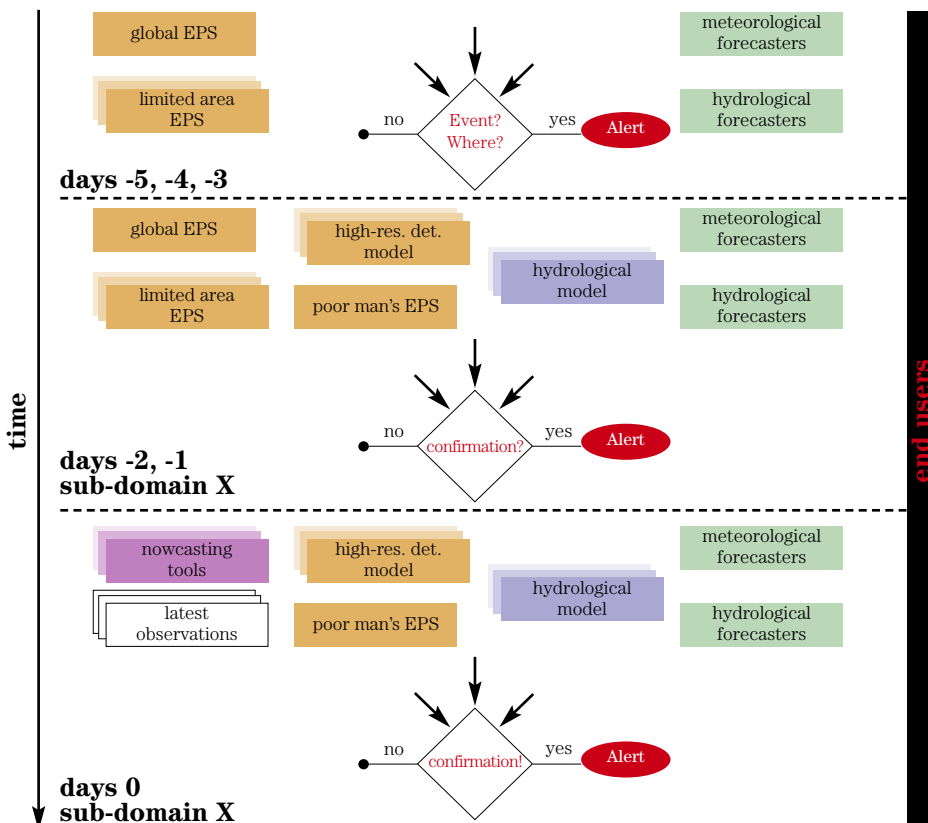 global EPS
meteorological
forecasters
limited area
EPS
hydrological
forecasters
Event?
Where?
no
yes
Alert
days -5, -4, -3
global EPS
high-res. det.
model
meteorological
forecasters
hydrological
model
limited area
EPS
poor man's EPS
hydrological
forecasters
time
end users
no
confirmation?
yes
Alert
days -2, -1
sub-domain X
nowcasting
tools
high-res. det.
model
meteorological
forecasters
hydrological
model
latest
observations
poor man's EPS
hydrological
forecasters
no
confirmation!
yes
Alert
days 0
sub-domain X